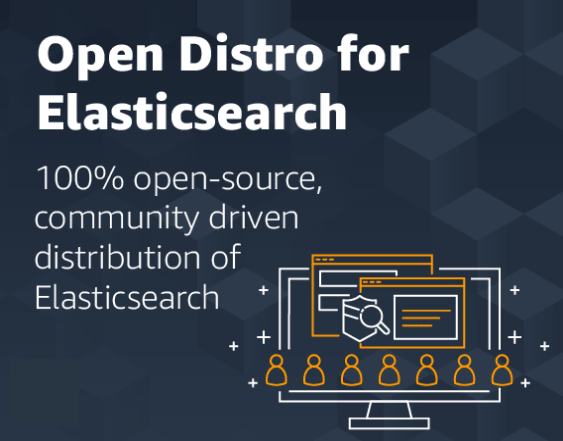 Open Distro for
Elasticsearch
100% open-source,
community driven
distribution of
Elasticsearch